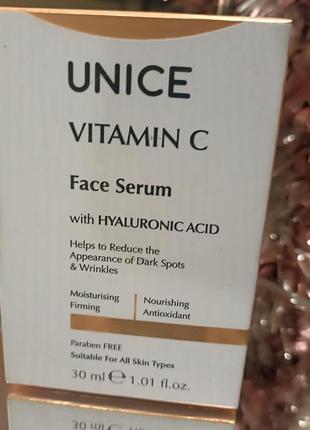 UNICE
VITAMIN C
Face Serum
with HYALURONIC ACID
Helps to Reduce the
Appearance of Dark Spots
& Wrinkles
Moisturising
Firming
Nourishing
Antioxidant
Paraben FREE
Suitable For All Skin Types
30 ml ℮ 1.01 fl.oz.